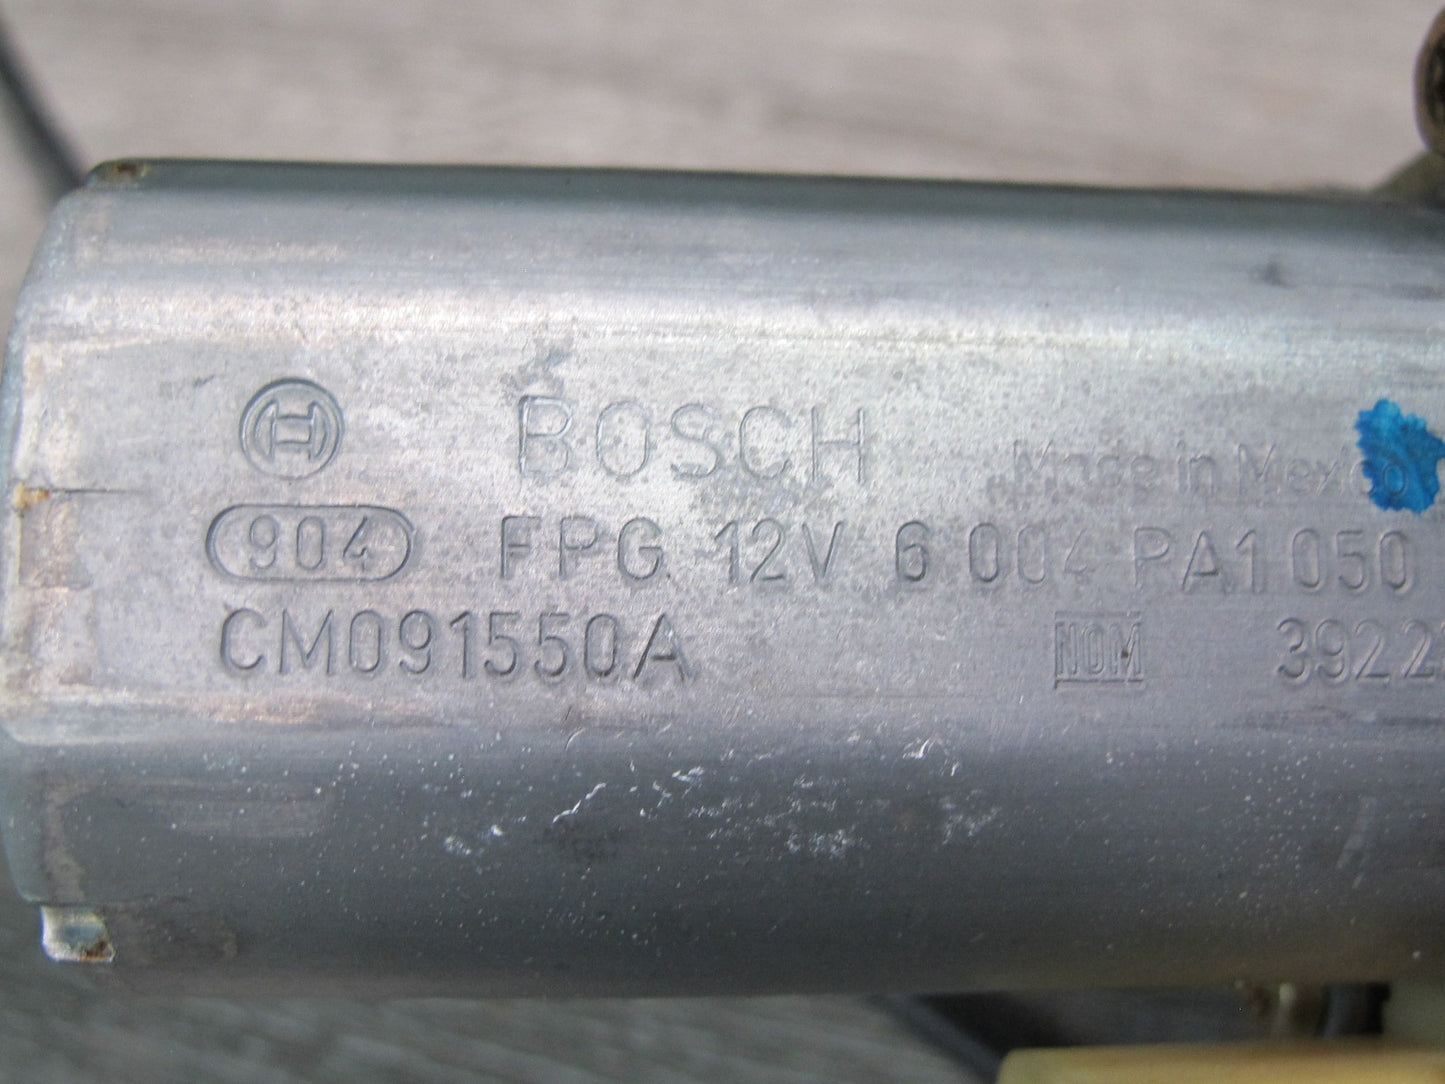 BOSCH Made in Mexico
904 FPG 12V 6 004 PA1 050
CM091550A NOM 3922